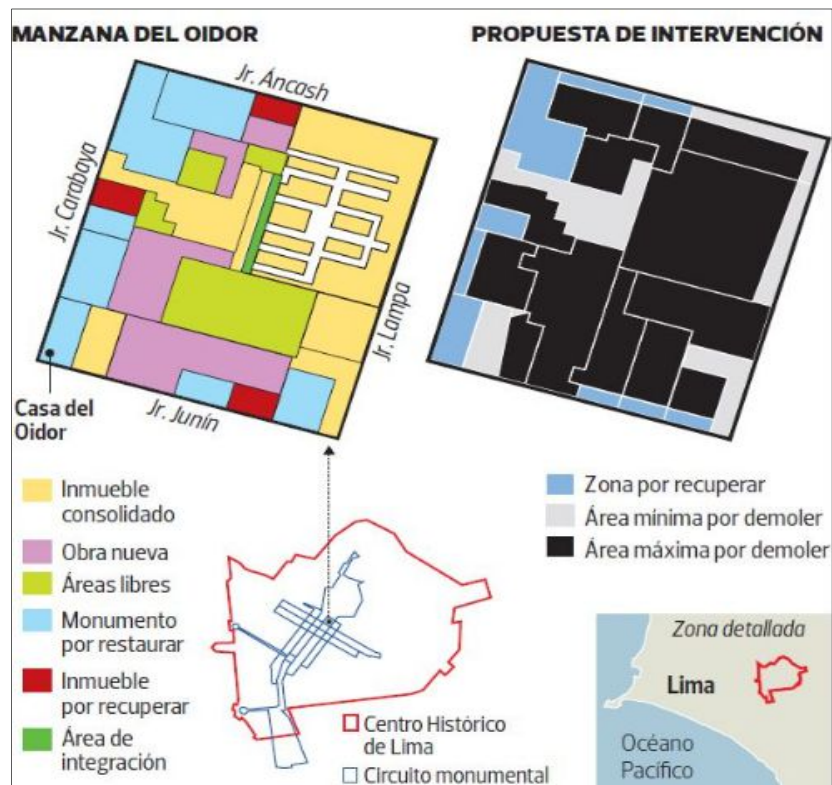 MANZANA DEL OIDOR
Jr. Áncash
Jr. Carabaya
Jr. Lampa
Jr. Junín
Casa del
Oidor
PROPUESTA DE INTERVENCIÓN
Inmueble
consolidado
Obra nueva
Áreas libres
Monumento
por restaurar
Inmueble
por recuperar
Área de
integración
Zona por recuperar
Área mínima por demoler
Área máxima por demoler
Centro Histórico
de Lima
Circuito monumental
Zona detallada
Lima
Océano
Pacífico